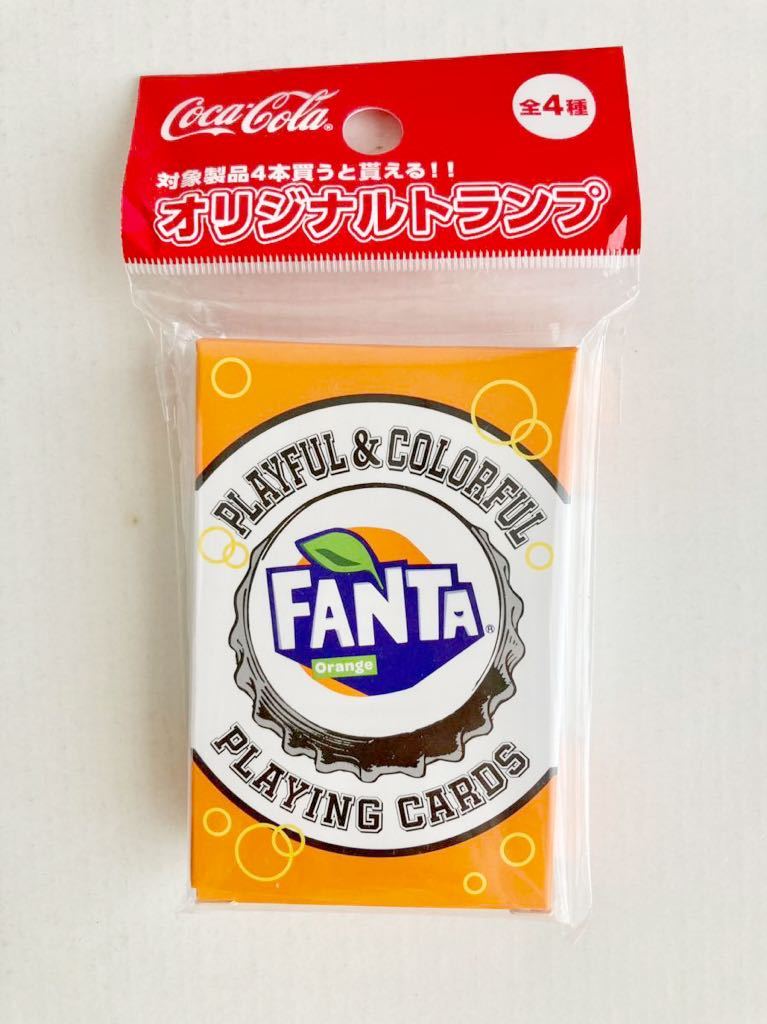 Coca-Cola®
全4種
対象製品4本買うと貰える!!
オリジナルトランプ
PLAYFUL & COLORFUL
FANTA®
Orange
PLAYING CARDS